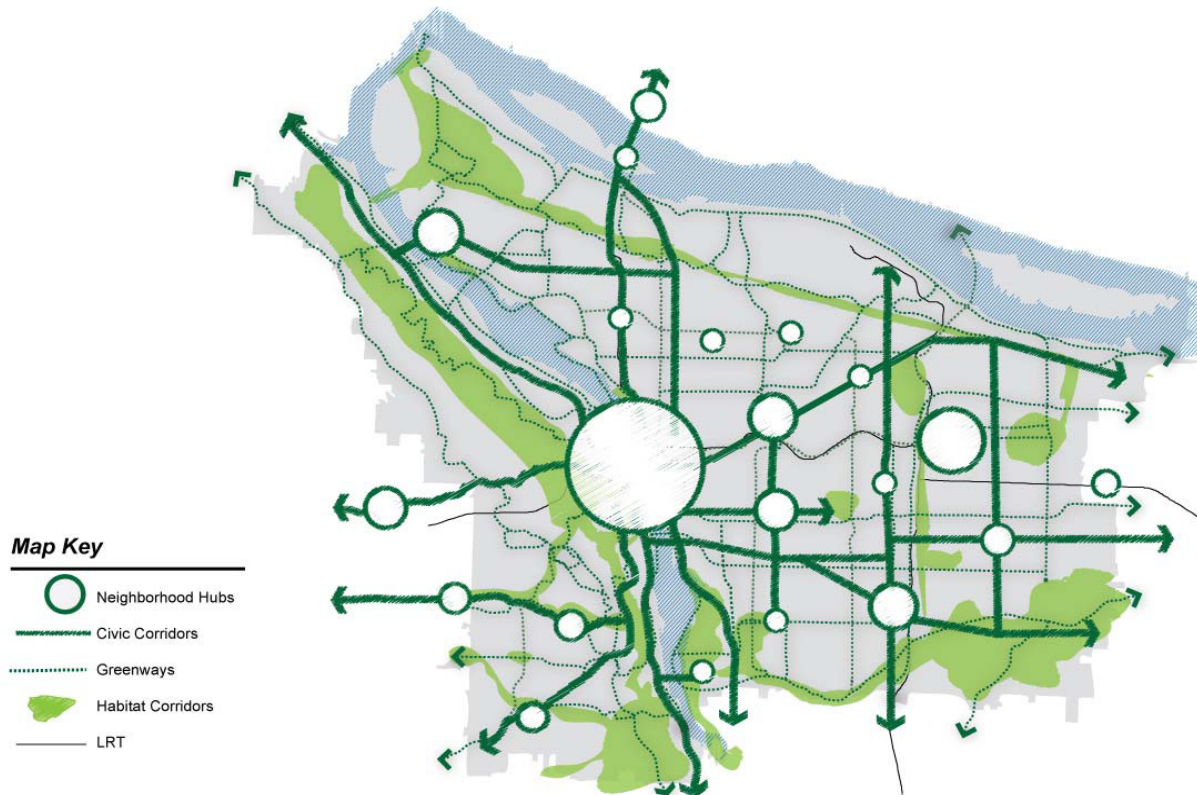 Map Key
Neighborhood Hubs
Civic Corridors
Greenways
Habitat Corridors
LRT